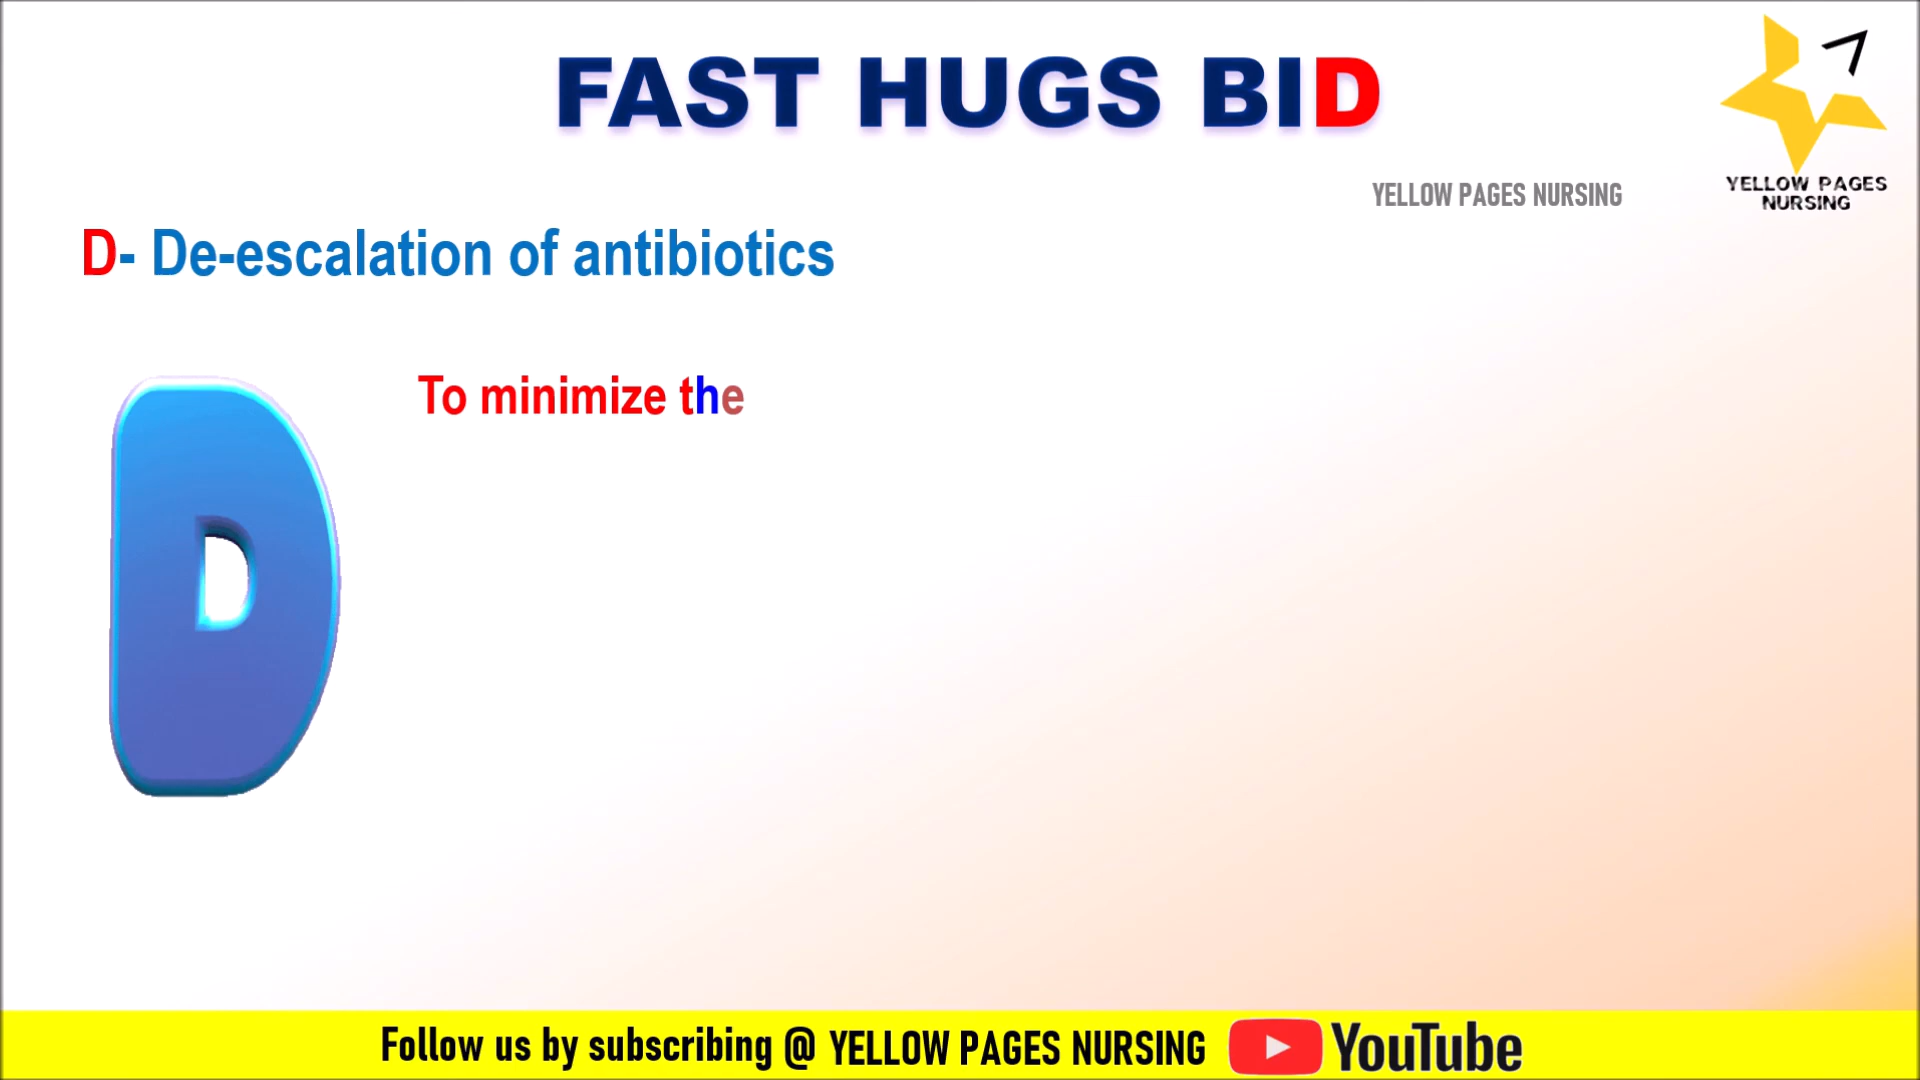 FAST HUGS BID
YELLOW PAGES
NURSING
YELLOW PAGES NURSING
D- De-escalation of antibiotics
To minimize the
D
Follow us by subscribing @ YELLOW PAGES NURSING YouTube